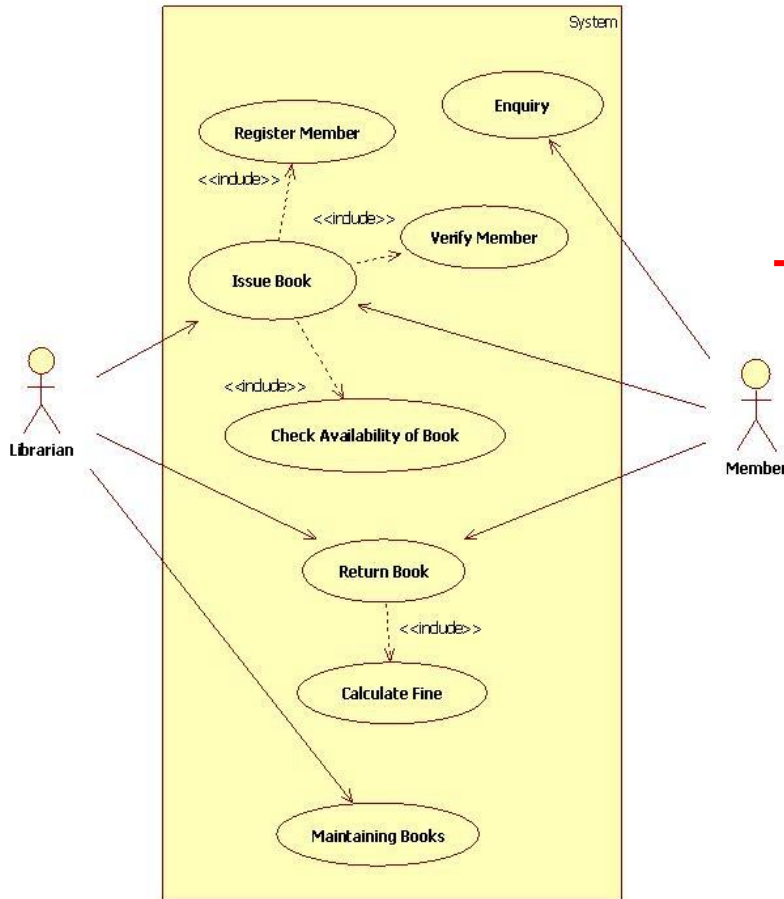 System
Enquiry
Register Member
<<include>>
<<include>>
Verify Member
Issue Book
<<include>>
Check Availability of Book
Librarian
Member
Return Book
<<include>>
Calculate Fine
Maintaining Books